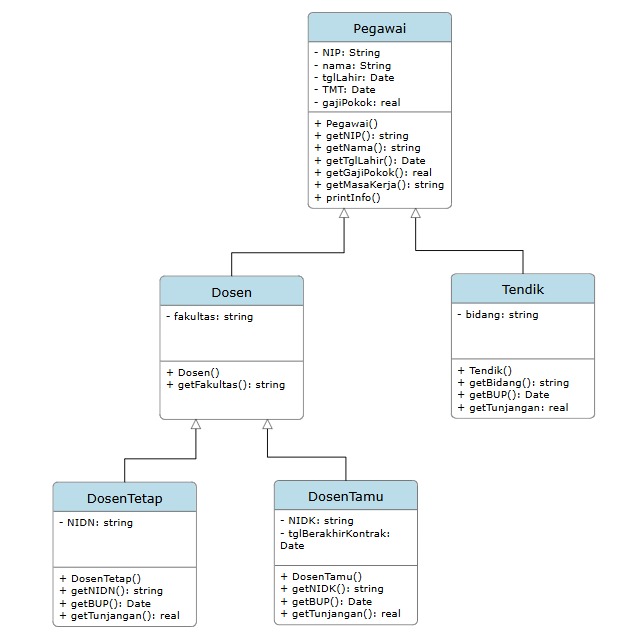 Pegawai
- NIP: String
- nama: String
- tglLahir: Date
- TMT: Date
- gajiPokok: real
+ Pegawai()
+ getNIP(): string
+ getNama(): string
+ getTglLahir(): Date
+ getGajiPokok(): real
+ getMasaKerja(): string
+ printInfo()
Dosen
- fakultas: string
+ Dosen()
+ getFakultas(): string
Tendik
- bidang: string
+ Tendik()
+ getBidang(): string
+ getBUP(): Date
+ getTunjangan: real
DosenTetap
- NIDN: string
+ DosenTetap()
+ getNIDN(): string
+ getBUP(): Date
+ getTunjangan(): real
DosenTamu
- NIDK: string
- tglBerakhirKontrak:
Date
+ DosenTamu()
+ getNIDK(): string
+ getBUP(): Date
+ getTunjangan(): real